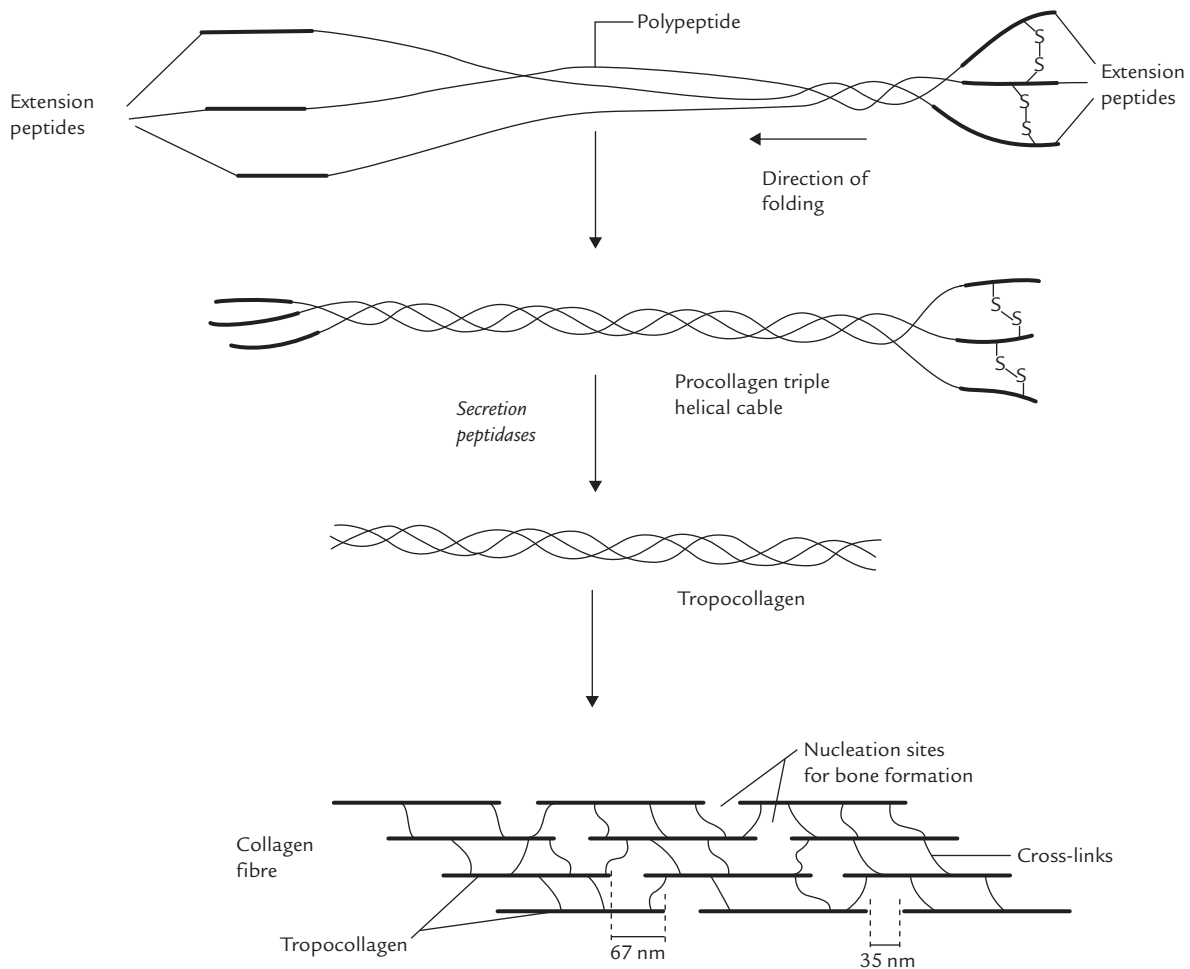 Polypeptide
S
S
S
S
Extension
peptides
Extension
peptides
Direction of
folding
S
S
S
S
Procollagen triple
helical cable
Secretion
peptidases
Tropocollagen
Nucleation sites
for bone formation
Collagen
fibre
Cross-links
Tropocollagen
67 nm
35 nm